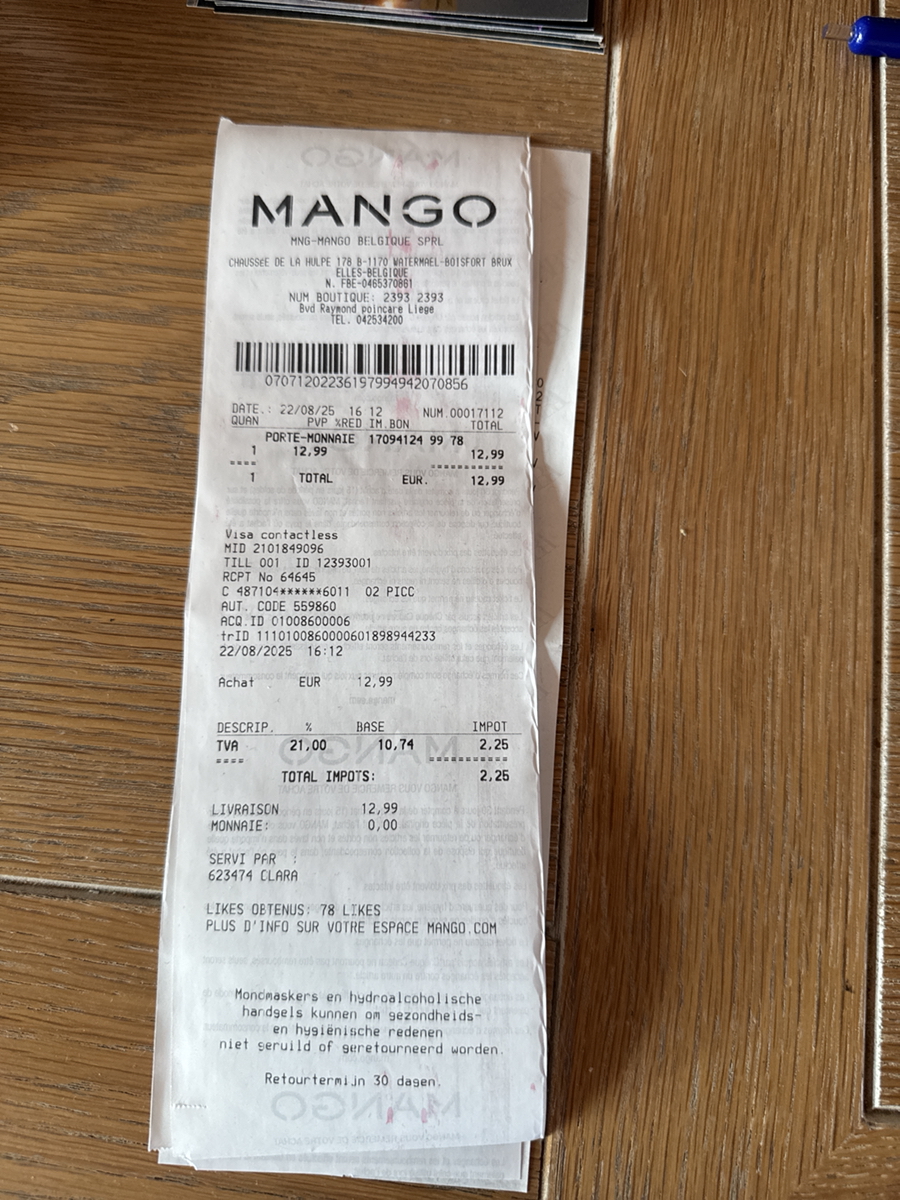 MANGO
MNG-MANGO BELGIQUE SPRL
CHAUSSéE DE LA HULPE 178 B-1170 WATERMAEL-BOISFORT BRUX
ELLES-BELGIQUE
N. FBE-0465370861
NUM BOUTIQUE: 2393 2393
Bvd Raymond poincare Liege
TEL. 042534200
07071202236197994942070856
DATE.: 22/08/25 16 12 NUM.00017112
QUAN PVP %RED IM.BON TOTAL
PORTE-MONNAIE 17094124 99 78
1 12,99 12,99
==== ===========
1 TOTAL EUR. 12,99
Visa contactless
MID 2101849096
TILL 001 ID 12393001
RCPT No 64645
C 487104******6011 02 PICC
AUT. CODE 559860
ACQ.ID 01008600006
trID 1110100860000601898944233
22/08/2025 16:12
Achat EUR 12,99
DESCRIP. % BASE IMPOT
TVA 21,00 10,74 2,25
==== ===========
TOTAL IMPOTS: 2,25
LIVRAISON 12,99
MONNAIE: 0,00
SERVI PAR :
623474 CLARA
LIKES OBTENUS: 78 LIKES
PLUS D'INFO SUR VOTRE ESPACE MANGO.COM
Mondmaskers en hydroalcoholische
handgels kunnen om gezondheids-
en hygiënische redenen
niet geruild of geretourneerd worden.
Retourtermijn 30 dagen.